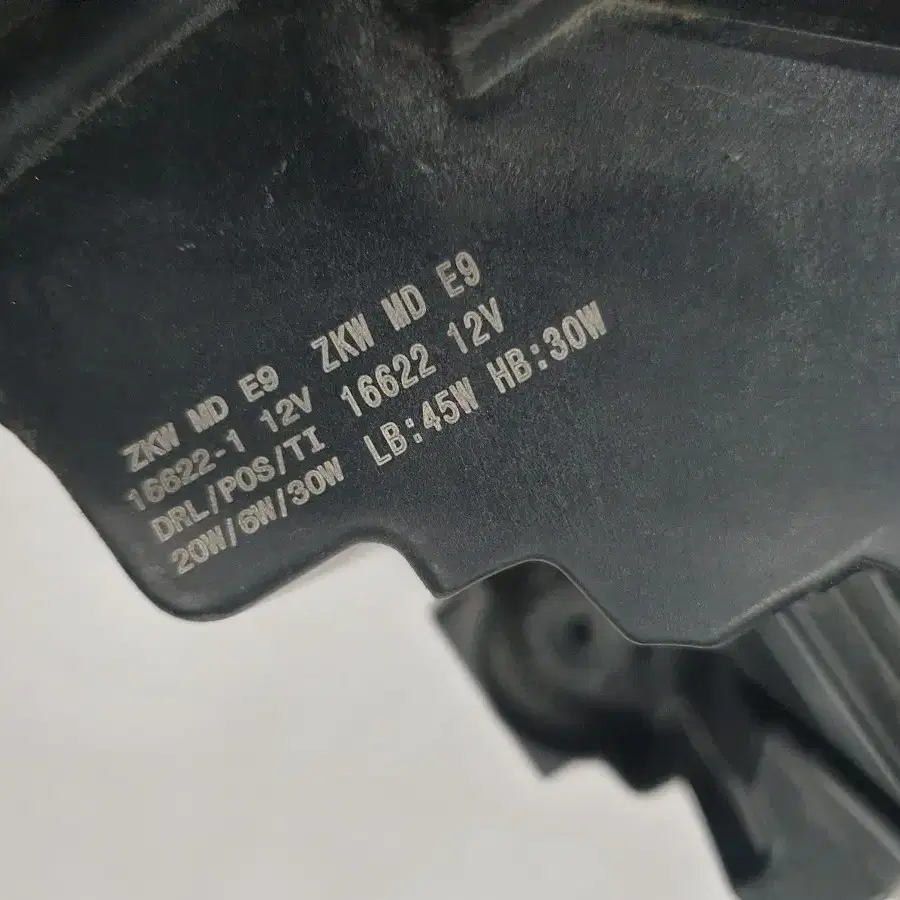 ZKW MD E9
16622-1 12V
DRL/POS/TI
20W/6W/30W
ZKW MD E9
16622 12V
LB:45W HB:30W